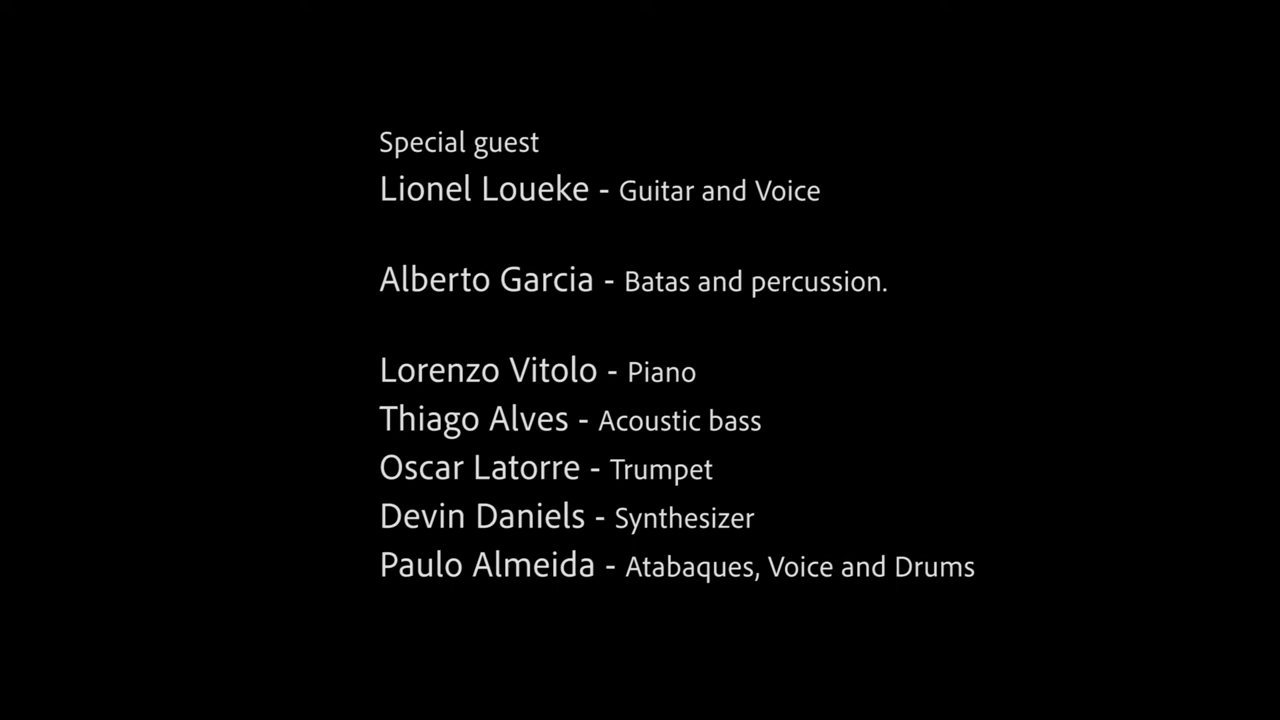 Special guest
Lionel Loueke - Guitar and Voice
Alberto Garcia - Batas and percussion.
Lorenzo Vitolo - Piano
Thiago Alves - Acoustic bass
Oscar Latorre - Trumpet
Devin Daniels - Synthesizer
Paulo Almeida - Atabaques, Voice and Drums